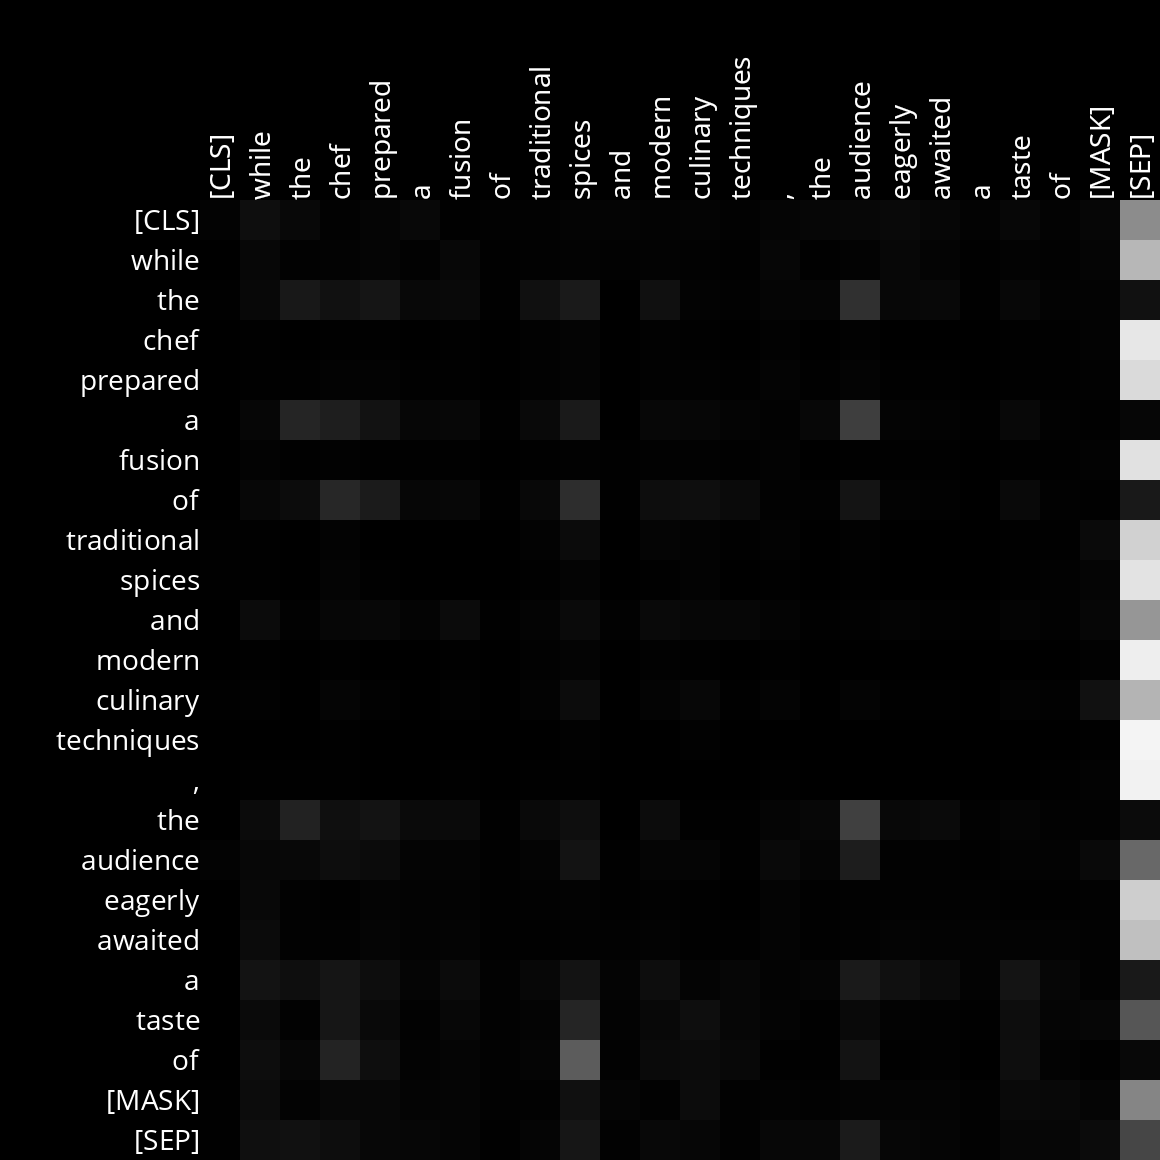 [CLS] while the chef prepared a fusion of traditional spices and modern culinary techniques , the audience eagerly awaited a taste of [MASK] [SEP]
[CLS]
while
the
chef
prepared
a
fusion
of
traditional
spices
and
modern
culinary
techniques
,
the
audience
eagerly
awaited
a
taste
of
[MASK]
[SEP]